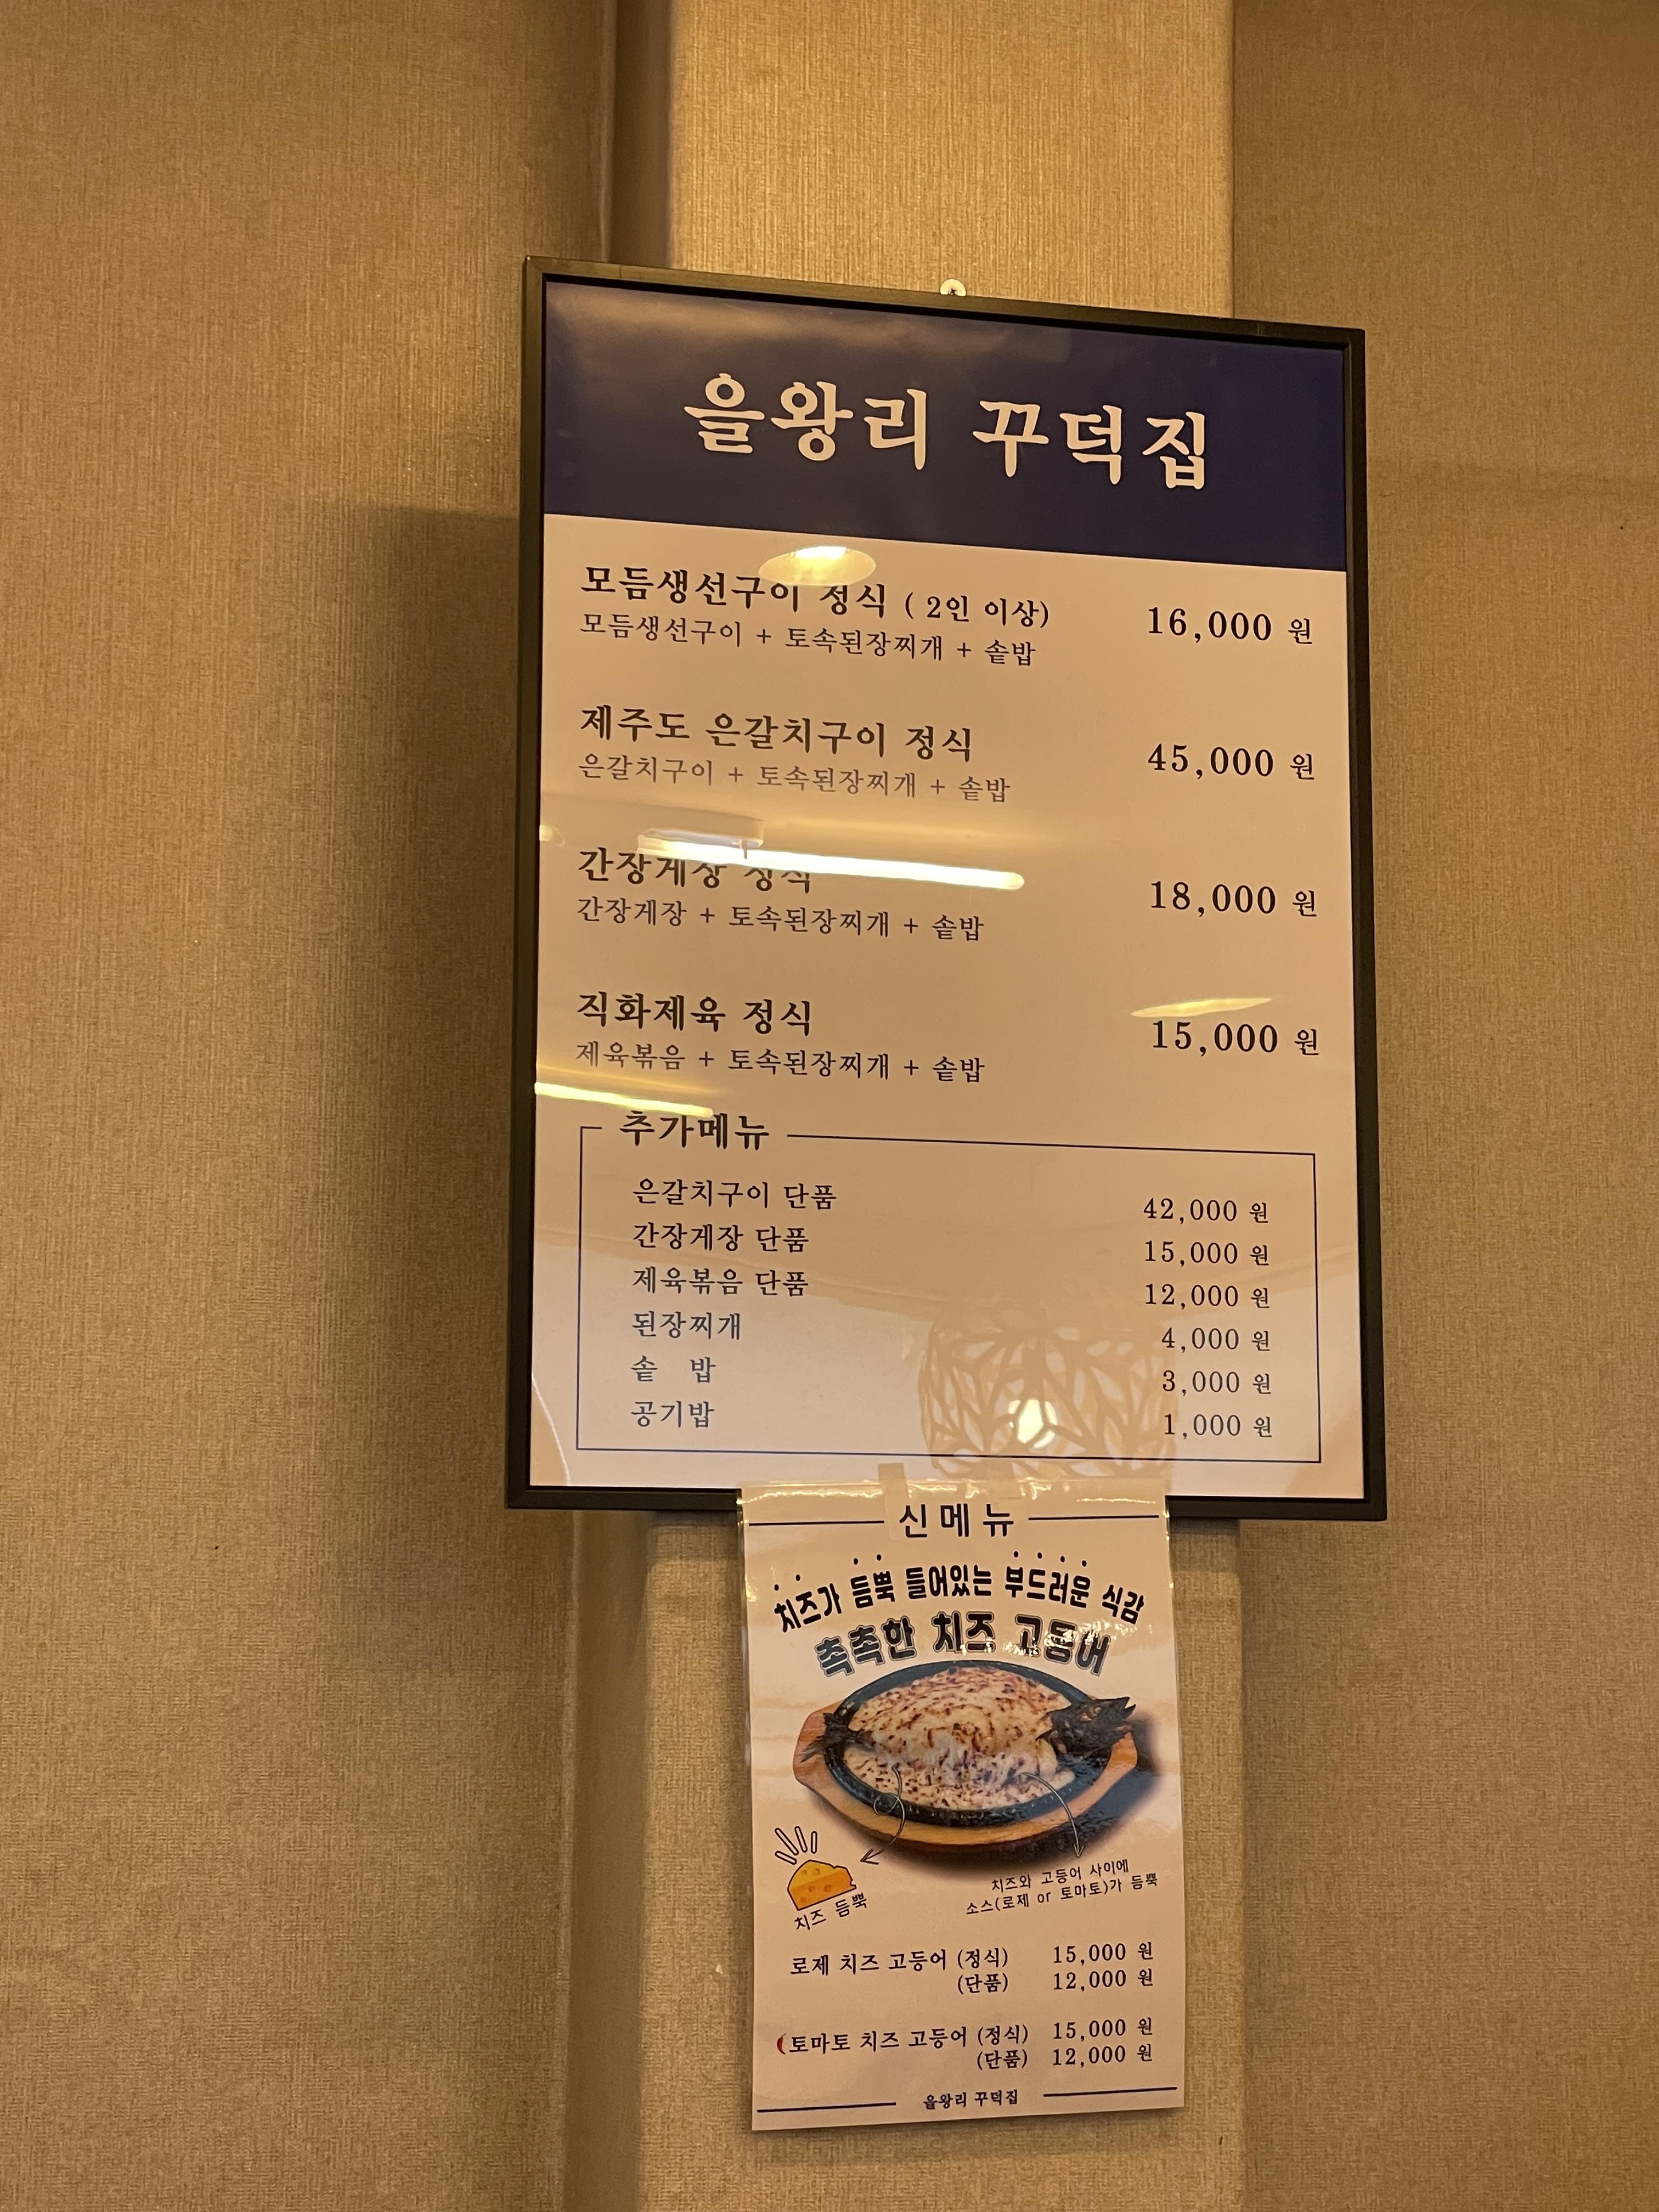 을왕리 꾸덕집
모듬생선구이 정식 ( 2인 이상) 16,000 원
모듬생선구이 + 토속된장찌개 + 솥밥
제주도 은갈치구이 정식 45,000 원
은갈치구이 + 토속된장찌개 + 솥밥
간장게장 정식 18,000 원
간장게장 + 토속된장찌개 + 솥밥
직화제육 정식 15,000 원
제육볶음 + 토속된장찌개 + 솥밥
추가메뉴
은갈치구이 단품 42,000 원
간장게장 단품 15,000 원
제육볶음 단품 12,000 원
된장찌개 4,000 원
솥 밥 3,000 원
공기밥 1,000 원
신메뉴
치즈가 듬뿍 들어있는 부드러운 식감
촉촉한 치즈 고등어
치즈 듬뿍
치즈와 고등어 사이에
소스(로제 or 토마토)가 듬뿍
로제 치즈 고등어 (정식) 15,000 원
(단품) 12,000 원
토마토 치즈 고등어 (정식) 15,000 원
(단품) 12,000 원
을왕리 꾸덕집